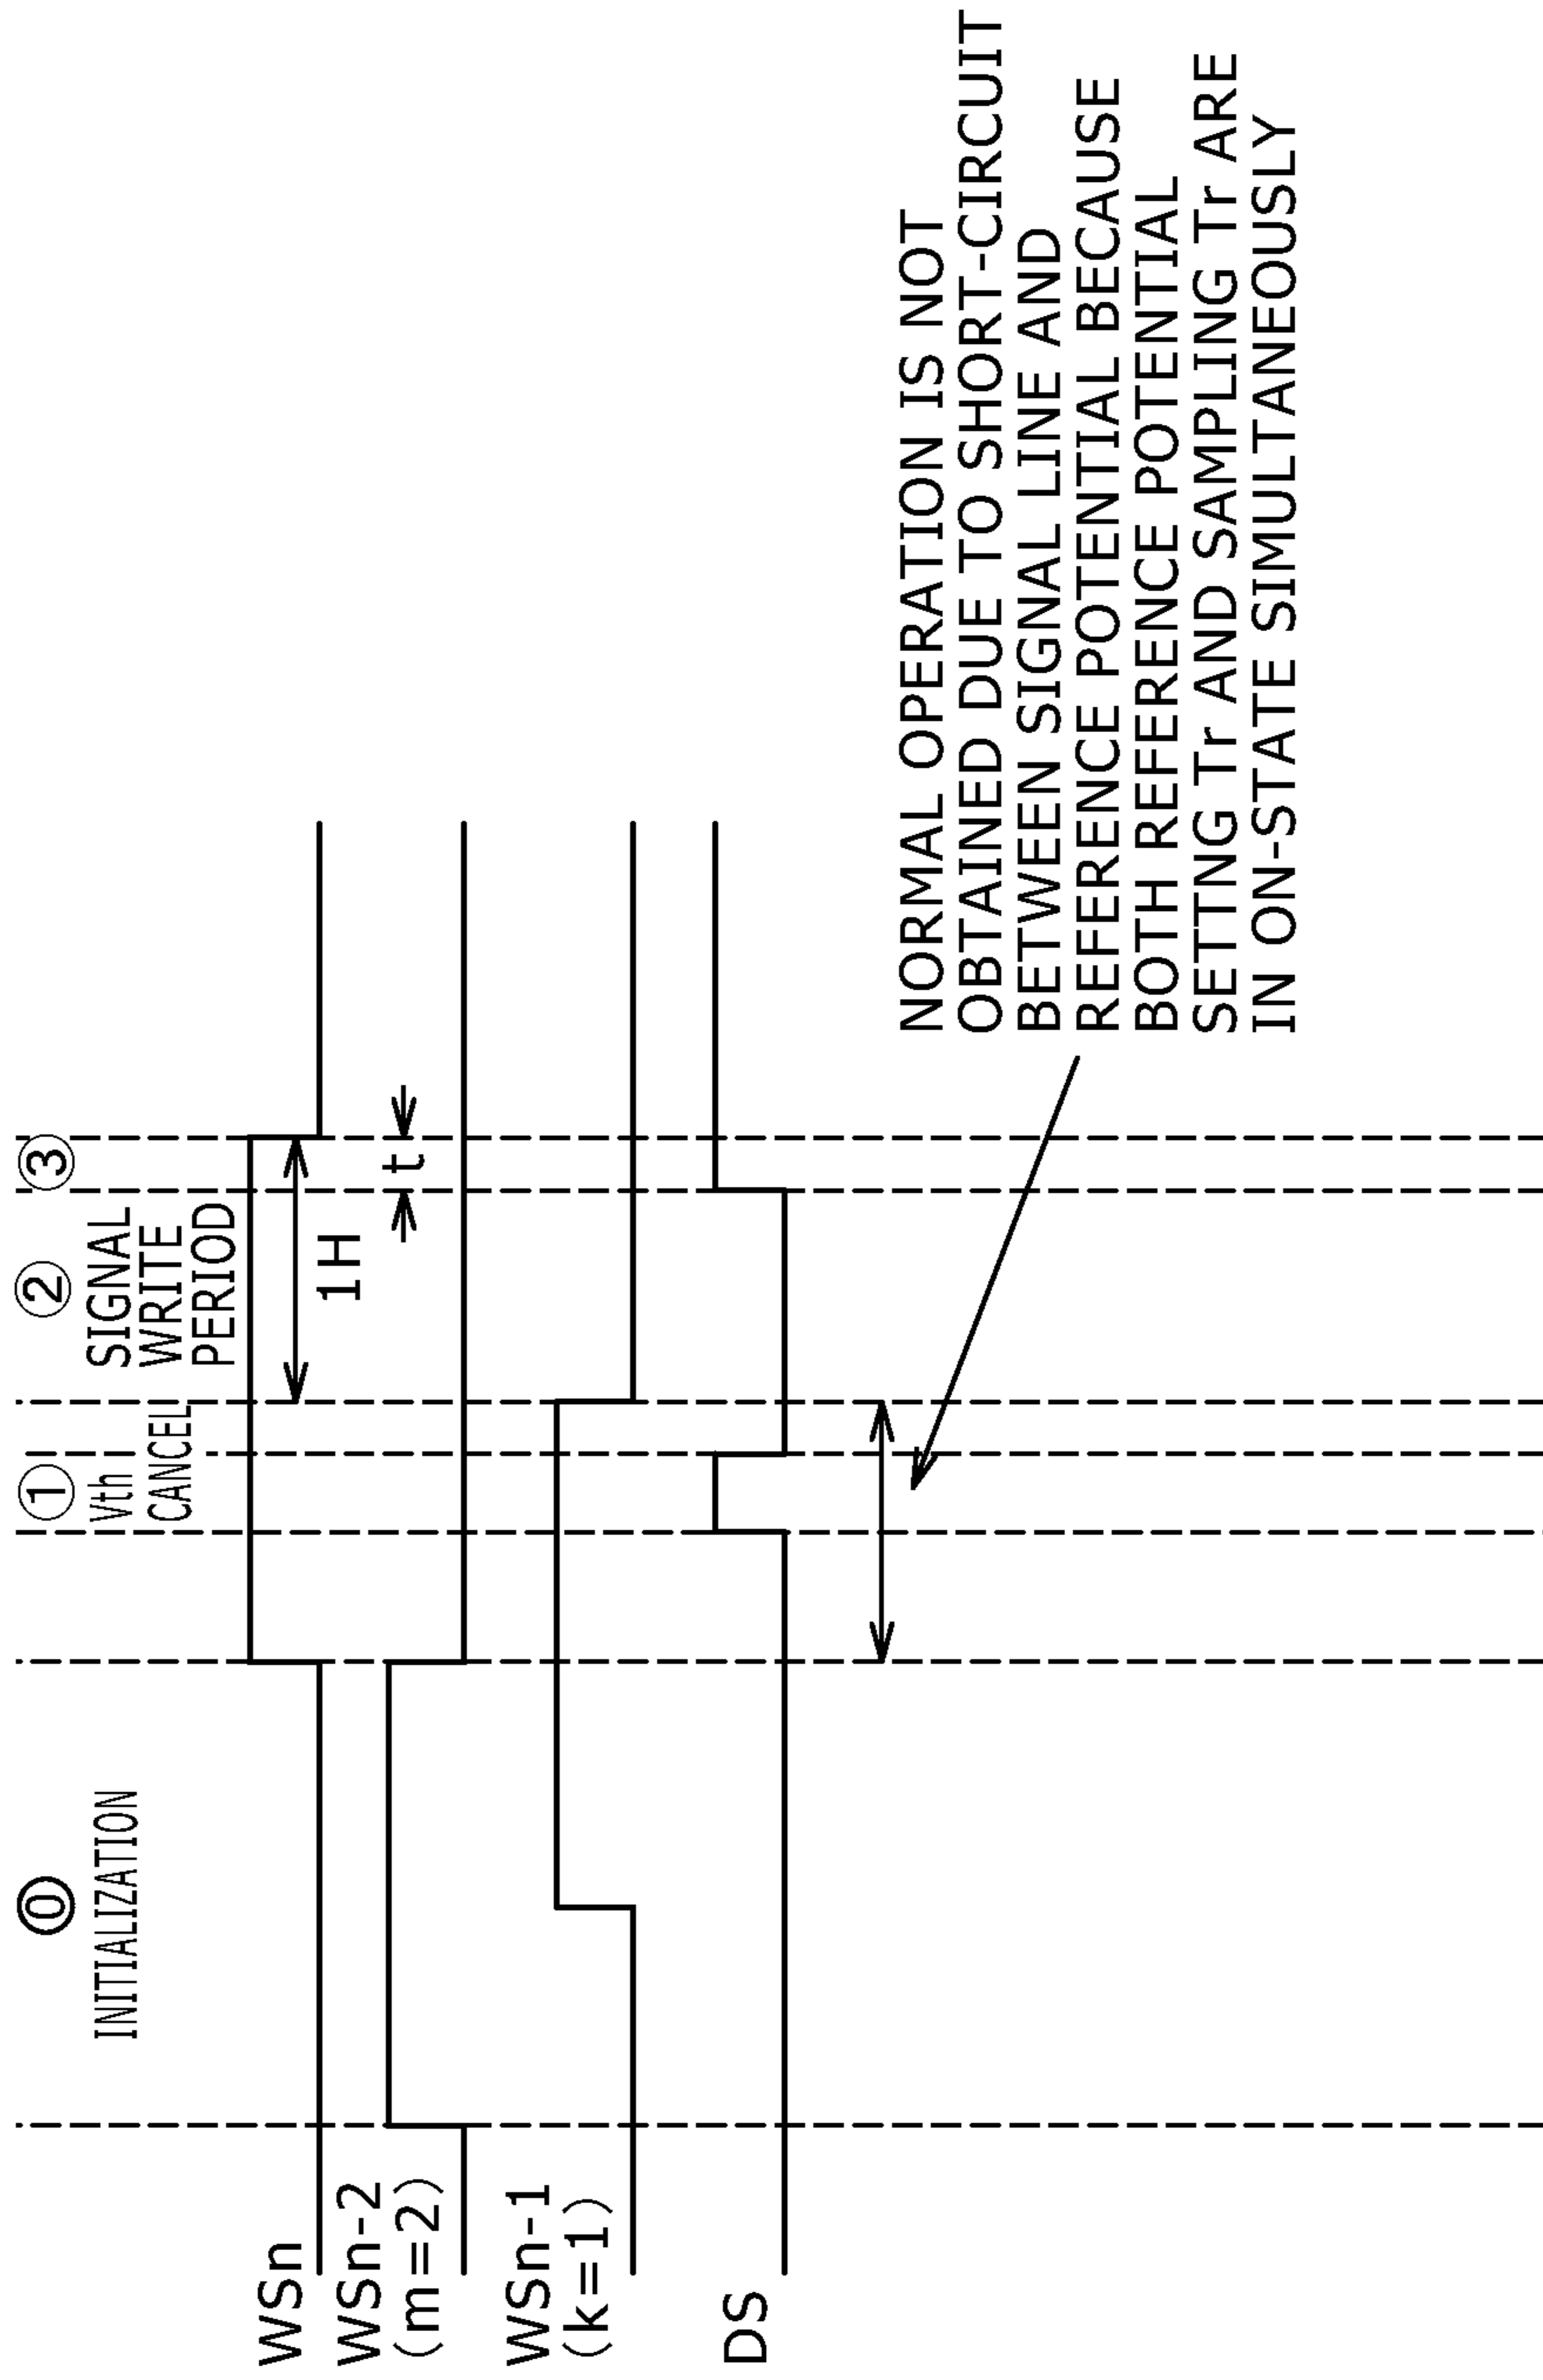 ⓪
INITIALIZATION
①
Vth
CANCEL
②
SIGNAL
WRITE
PERIOD
③
WSn
1H
WSn-2
(m=2)
t
WSn-1
(k=1)
DS
NORMAL OPERATION IS NOT
OBTAINED DUE TO SHORT-CIRCUIT
BETWEEN SIGNAL LINE AND
REFERENCE POTENTIAL BECAUSE
BOTH REFERENCE POTENTIAL
SETTNG Tr AND SAMPLING Tr ARE
IN ON-STATE SIMULTANEOUSLY